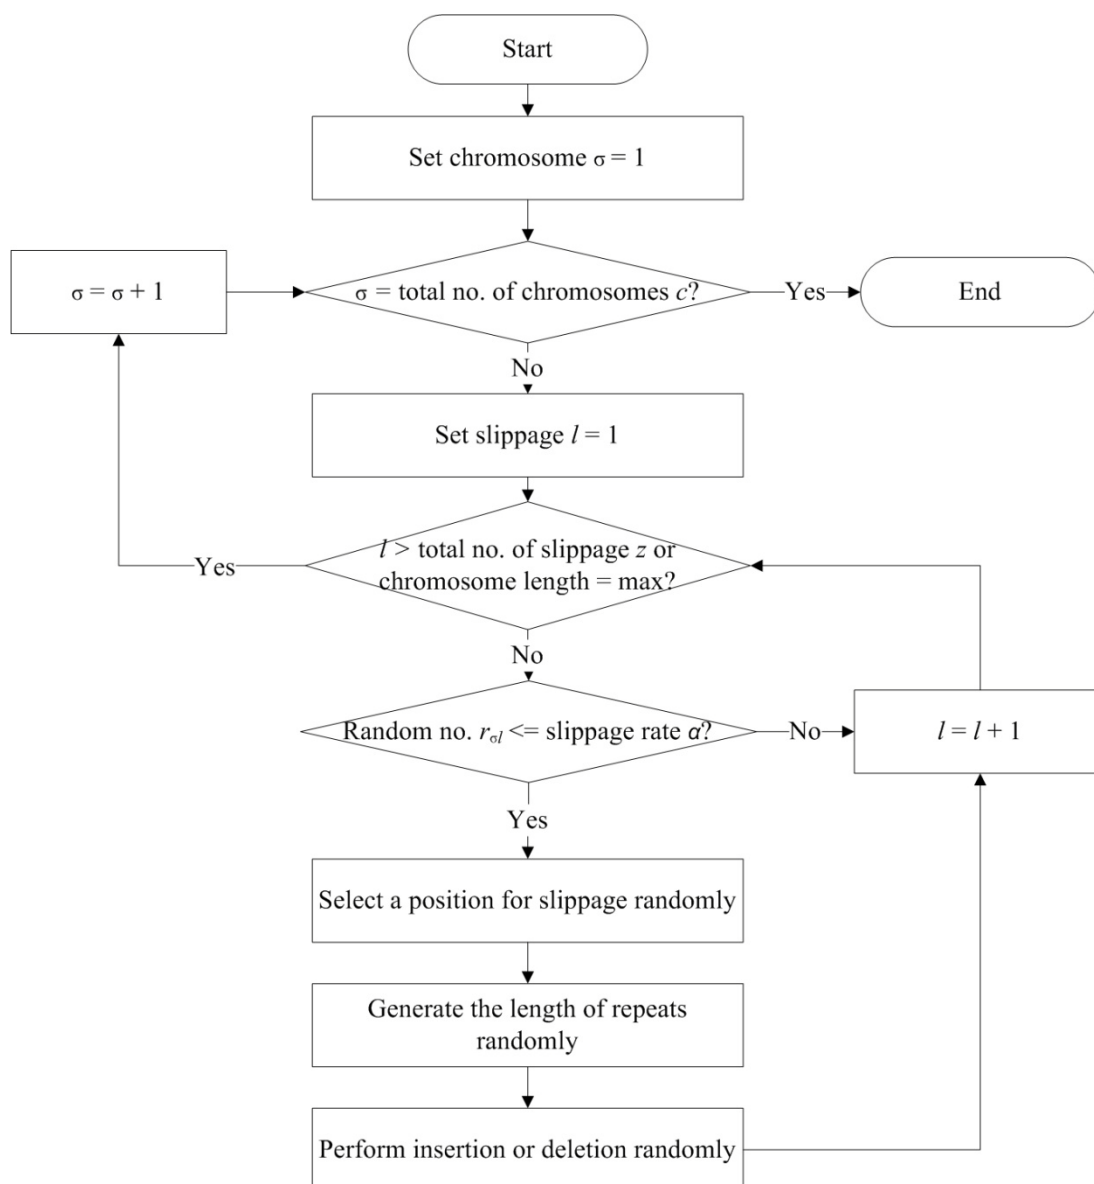 Start
Set chromosome σ = 1
σ = σ + 1
σ = total no. of chromosomes c?
Yes
End
No
Set slippage l = 1
l > total no. of slippage z or
chromosome length = max?
Yes
No
Random no. rσl <= slippage rate α?
No
l = l + 1
Yes
Select a position for slippage randomly
Generate the length of repeats
randomly
Perform insertion or deletion randomly